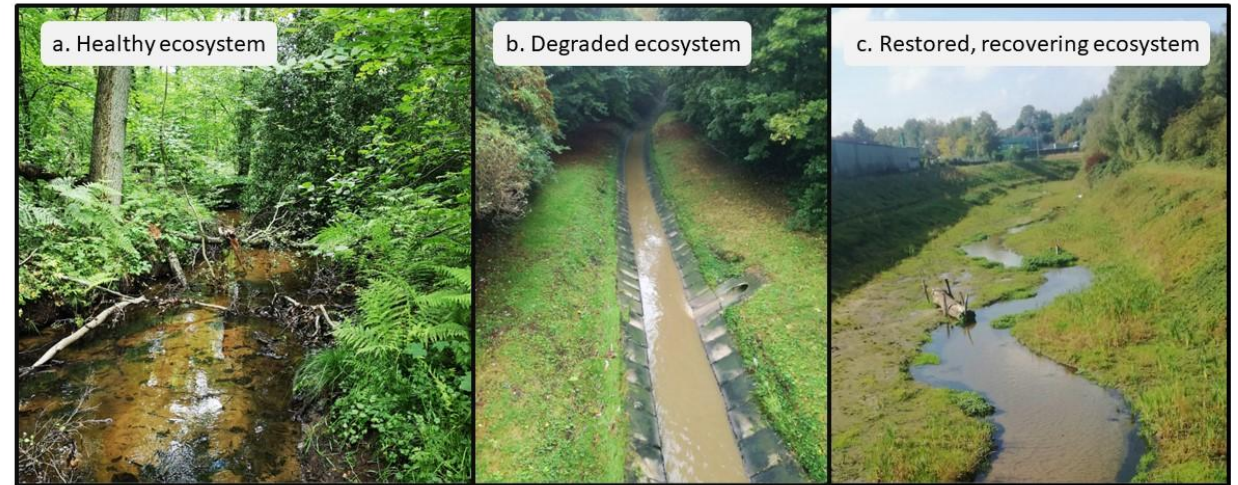 a. Healthy ecosystem
b. Degraded ecosystem
c. Restored, recovering ecosystem